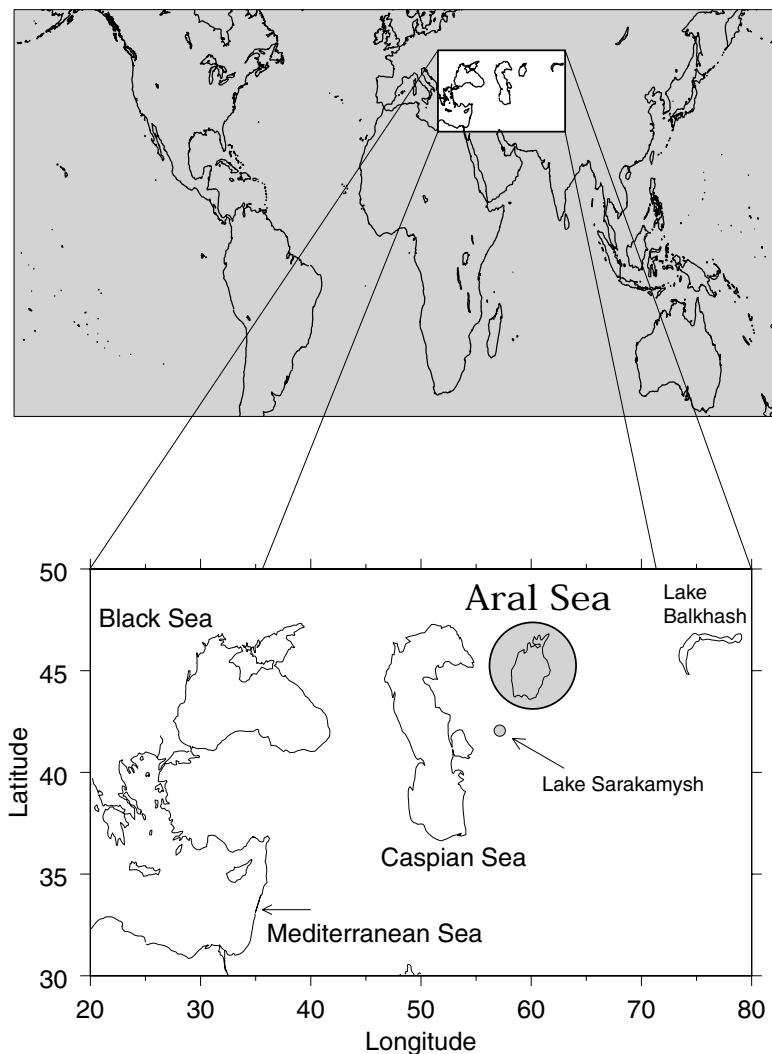 50
45
40
35
30
Latitude
Black Sea
Aral Sea
Lake
Balkhash
Lake Sarakamysh
Caspian Sea
Mediterranean Sea
20
30
40
50
60
70
80
Longitude